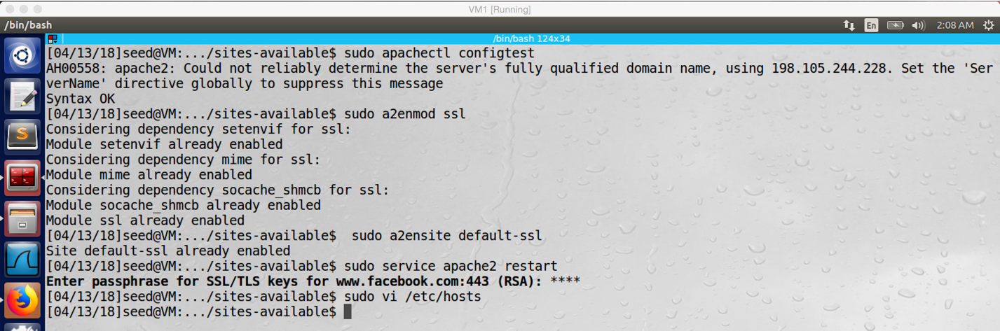 VM1 [Running]
/bin/bash
En
2:08 AM
/bin/bash 124x34
[04/13/18]seed@VM:.../sites-available$ sudo apachectl configtest
AH00558: apache2: Could not reliably determine the server's fully qualified domain name, using 198.105.244.228. Set the 'Ser
verName' directive globally to suppress this message
Syntax OK
[04/13/18]seed@VM:.../sites-available$ sudo a2enmod ssl
Considering dependency setenvif for ssl:
Module setenvif already enabled
Considering dependency mime for ssl:
Module mime already enabled
Considering dependency socache_shmcb for ssl:
Module socache_shmcb already enabled
Module ssl already enabled
[04/13/18]seed@VM:.../sites-available$  sudo a2ensite default-ssl
Site default-ssl already enabled
[04/13/18]seed@VM:.../sites-available$ sudo service apache2 restart
Enter passphrase for SSL/TLS keys for www.facebook.com:443 (RSA): ****
[04/13/18]seed@VM:.../sites-available$ sudo vi /etc/hosts
[04/13/18]seed@VM:.../sites-available$